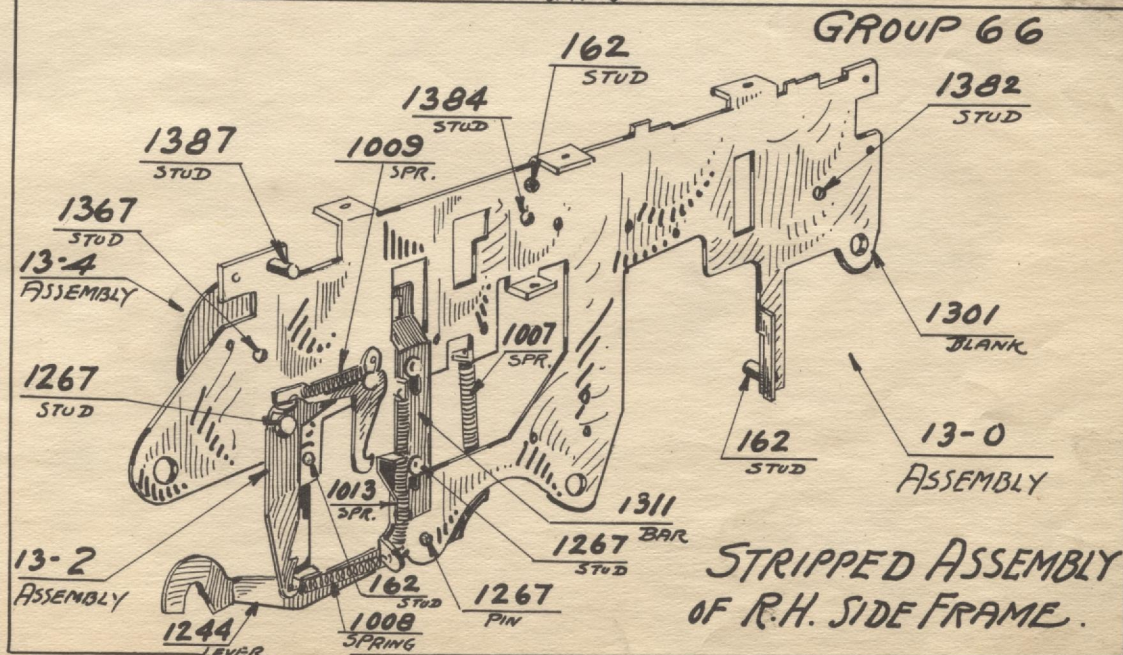 GROUP 66
162
STUD
1384
STUD
1382
STUD
1387
STUD
1009
SPR.
1367
STUD
13-4
ASSEMBLY
1007
SPR.
1301
BLANK
1267
STUD
162
STUD
13-0
ASSEMBLY
1013
SPR.
1311
BAR
1267
STUD
13-2
ASSEMBLY
162
STUD
1267
PIN
1244
LEVER
1008
SPRING
STRIPPED ASSEMBLY
OF R.H. SIDE FRAME.